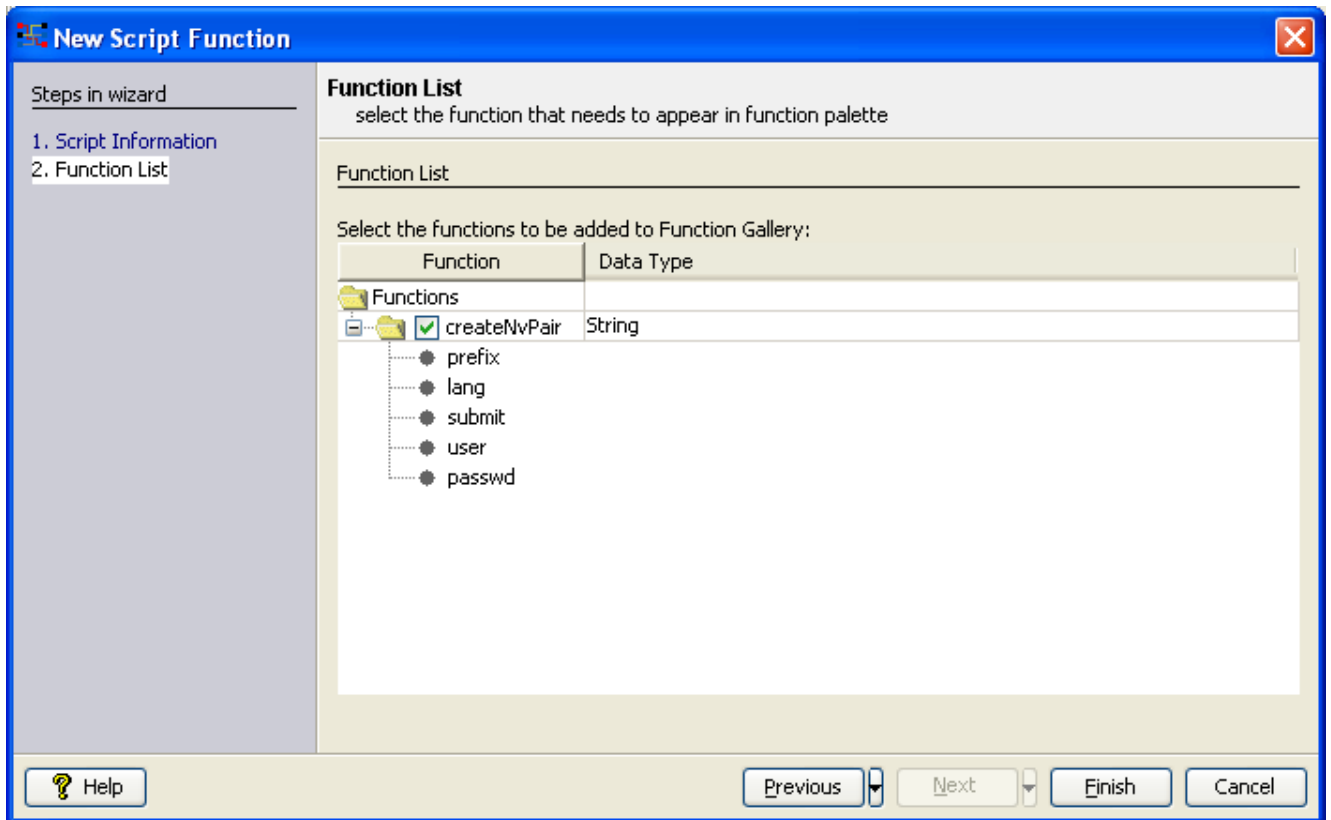 New Script Function
Steps in wizard
1. Script Information
2. Function List
Function List
select the function that needs to appear in function palette
Function List
Select the functions to be added to Function Gallery:
Function Data Type
Functions
createNvPair String
prefix
lang
submit
user
passwd
Help Previous Next Finish Cancel